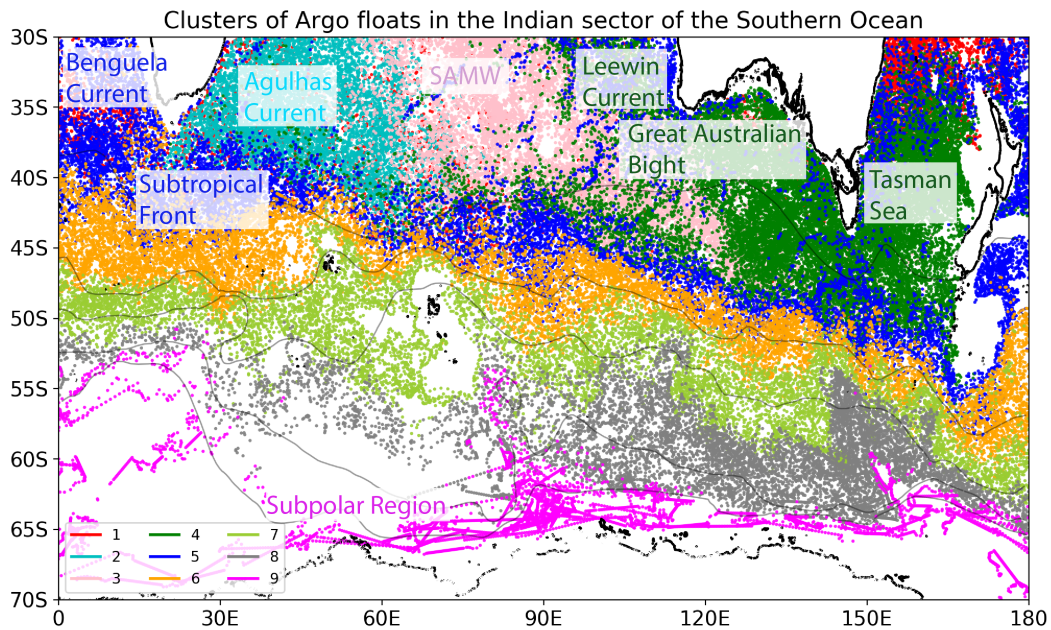 Clusters of Argo floats in the Indian sector of the Southern Ocean
30S
35S
40S
45S
50S
55S
60S
65S
70S
Benguela
Current
Agulhas
Current
SAMW
Leewin
Current
Great Australian
Bight
Subtropical
Front
Tasman
Sea
Subpolar Region
1 4 7
2 5 8
3 6 9
0 30E 60E 90E 120E 150E 180